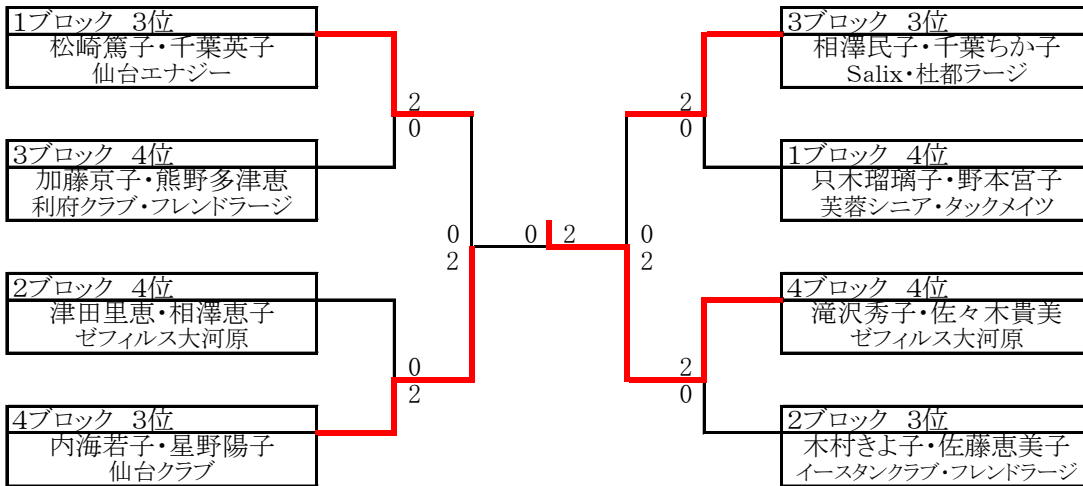 1ブロック 3位
松崎篤子・千葉英子
仙台エナジー
3ブロック 4位
加藤京子・熊野多津恵
利府クラブ・フレンドラージ
2ブロック 4位
津田里恵・相澤恵子
ゼフィルス大河原
4ブロック 3位
内海若子・星野陽子
仙台クラブ
2
0
0
2
0
2
0 2
2
0
0
2
2
0
3ブロック 3位
相澤民子・千葉ちか子
Salix・杜都ラージ
1ブロック 4位
只木瑠璃子・野本宮子
芙蓉シニア・タックメイツ
4ブロック 4位
滝沢秀子・佐々木貴美
ゼフィルス大河原
2ブロック 3位
木村きよ子・佐藤恵美子
イースタンクラブ・フレンドラージ